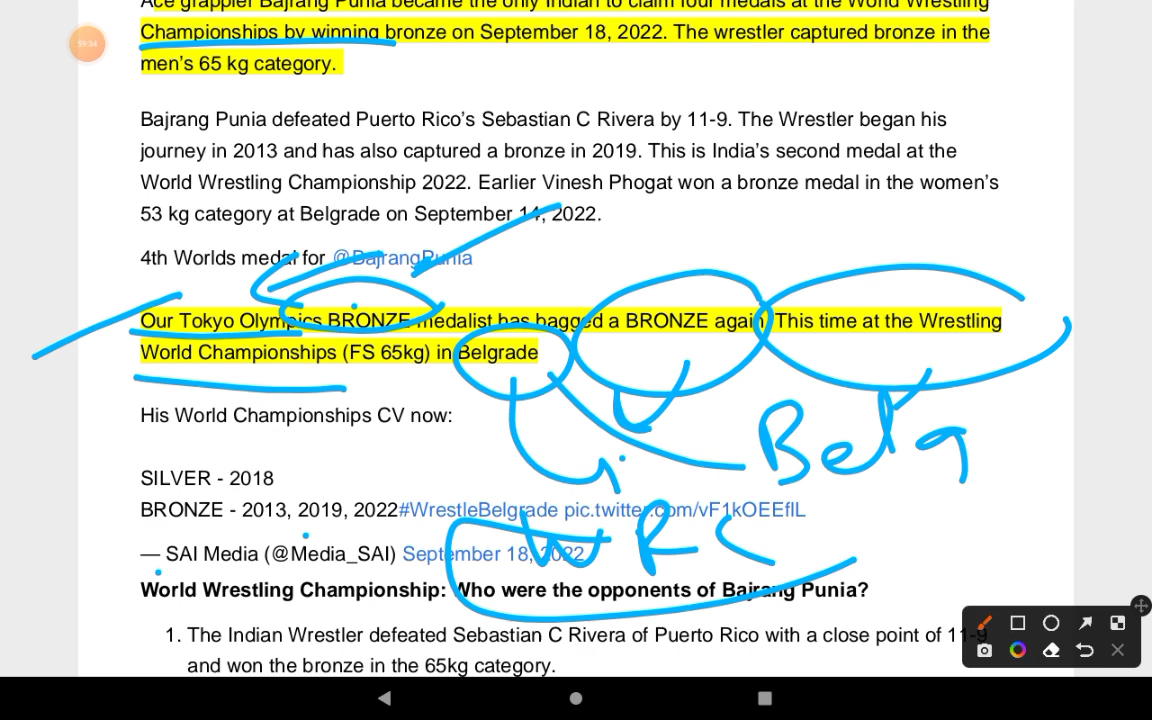 Ace grappler Bajrang Punia became the only Indian to claim four medals at the World Wrestling
Championships by winning bronze on September 18, 2022. The wrestler captured bronze in the
men's 65 kg category.
59:34
Bajrang Punia defeated Puerto Rico's Sebastian C Rivera by 11-9. The Wrestler began his
journey in 2013 and has also captured a bronze in 2019. This is India's second medal at the
World Wrestling Championship 2022. Earlier Vinesh Phogat won a bronze medal in the women's
53 kg category at Belgrade on September 14, 2022.
4th Worlds medal for @BajrangPunia
Our Tokyo Olympics BRONZE medalist has bagged a BRONZE again This time at the Wrestling
World Championships (FS 65kg) in Belgrade
His World Championships CV now:
Belg
SILVER - 2018
BRONZE - 2013, 2019, 2022#WrestleBelgrade pic.twitter.com/vF1kOEEflL
— SAI Media (@Media_SAI) September 18, 2022
World Wrestling Championship: Who were the opponents of Bajrang Punia?
1. The Indian Wrestler defeated Sebastian C Rivera of Puerto Rico with a close point of 11-9
and won the bronze in the 65kg category.